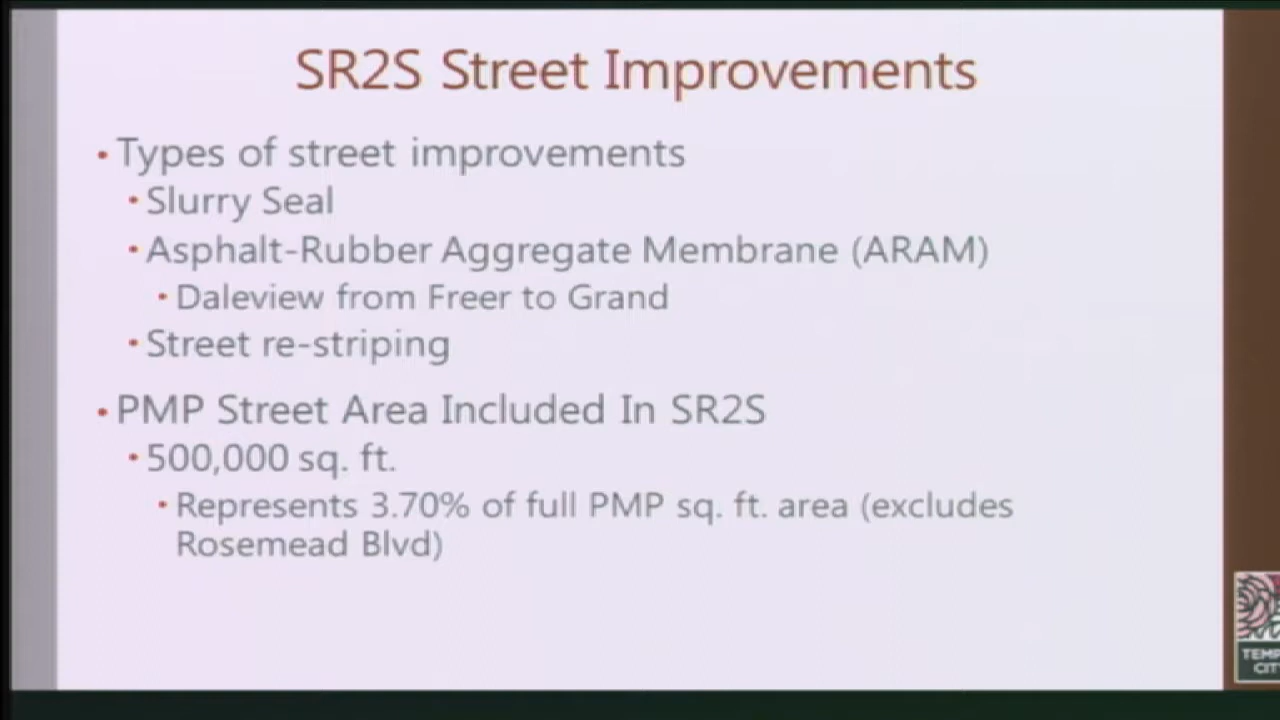 SR2S Street Improvements
• Types of street improvements
• Slurry Seal
• Asphalt-Rubber Aggregate Membrane (ARAM)
• Daleview from Freer to Grand
• Street re-striping
• PMP Street Area Included In SR2S
• 500,000 sq. ft.
• Represents 3.70% of full PMP sq. ft. area (excludes
Rosemead Blvd)
TEMP
CIT